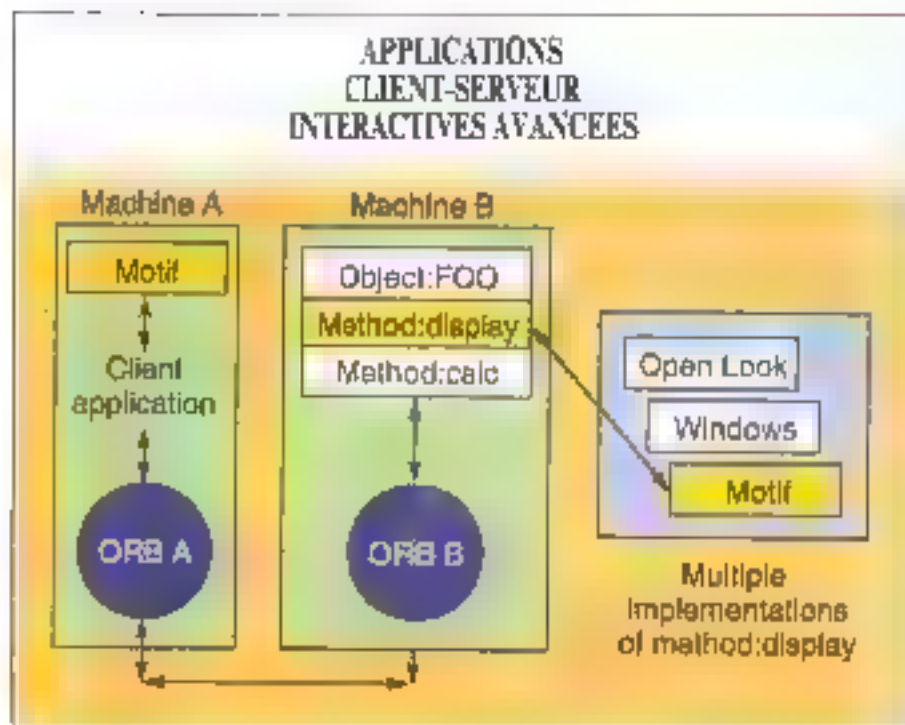 APPLICATIONS
CLIENT-SERVEUR
INTERACTIVES AVANCEES
Machine A
Machine B
Motif
Client
application
ORB A
Object:FOO
Method:display
Method:calc
ORB B
Open Look
Windows
Motif
Multiple
implementations
of method:display